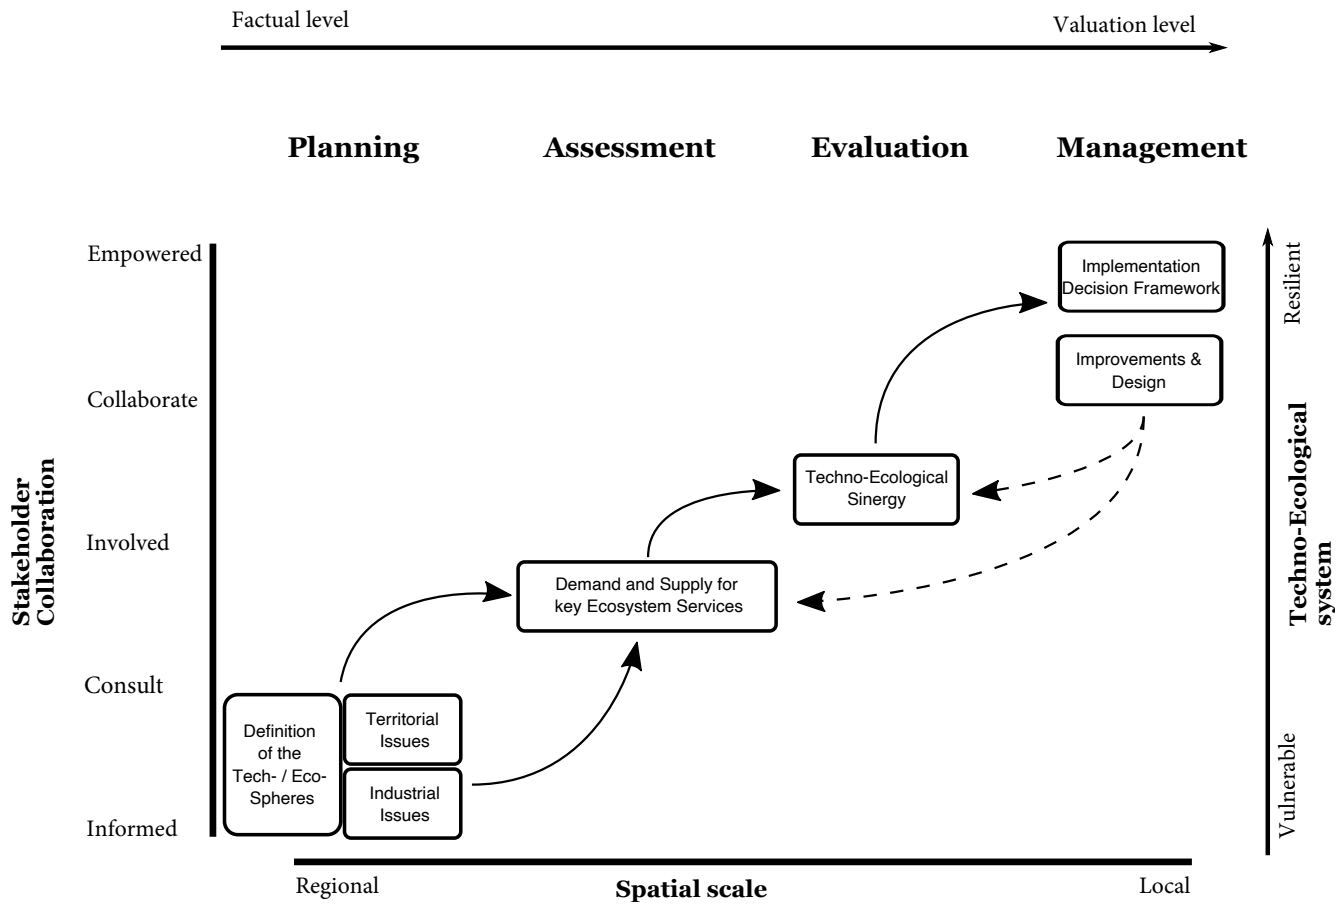 Factual level
Valuation level
Planning
Assessment
Evaluation
Management
Empowered
Collaborate
Involved
Consult
Informed
Stakeholder
Collaboration
Implementation
Decision Framework
Improvements &
Design
Techno-Ecological
Sinergy
Demand and Supply for
key Ecosystem Services
Definition
of the
Tech- / Eco-
Spheres
Territorial
Issues
Industrial
Issues
Resilient
Techno-Ecological
system
Vulnerable
Regional
Spatial scale
Local